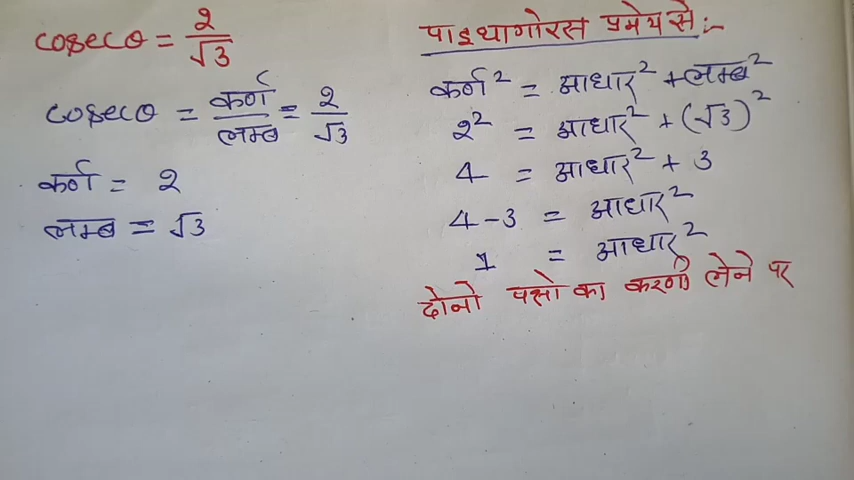 cosecθ = 2/√3
cosecθ = कर्ण/लम्ब = 2/√3
कर्ण = 2
लम्ब = √3
पाइथागोरस प्रमेय से :-
कर्ण² = आधार² + लम्ब²
2² = आधार² + (√3)²
4 = आधार² + 3
4 - 3 = आधार²
1 = आधार²
दोनो पक्षो का करणी लेने पर